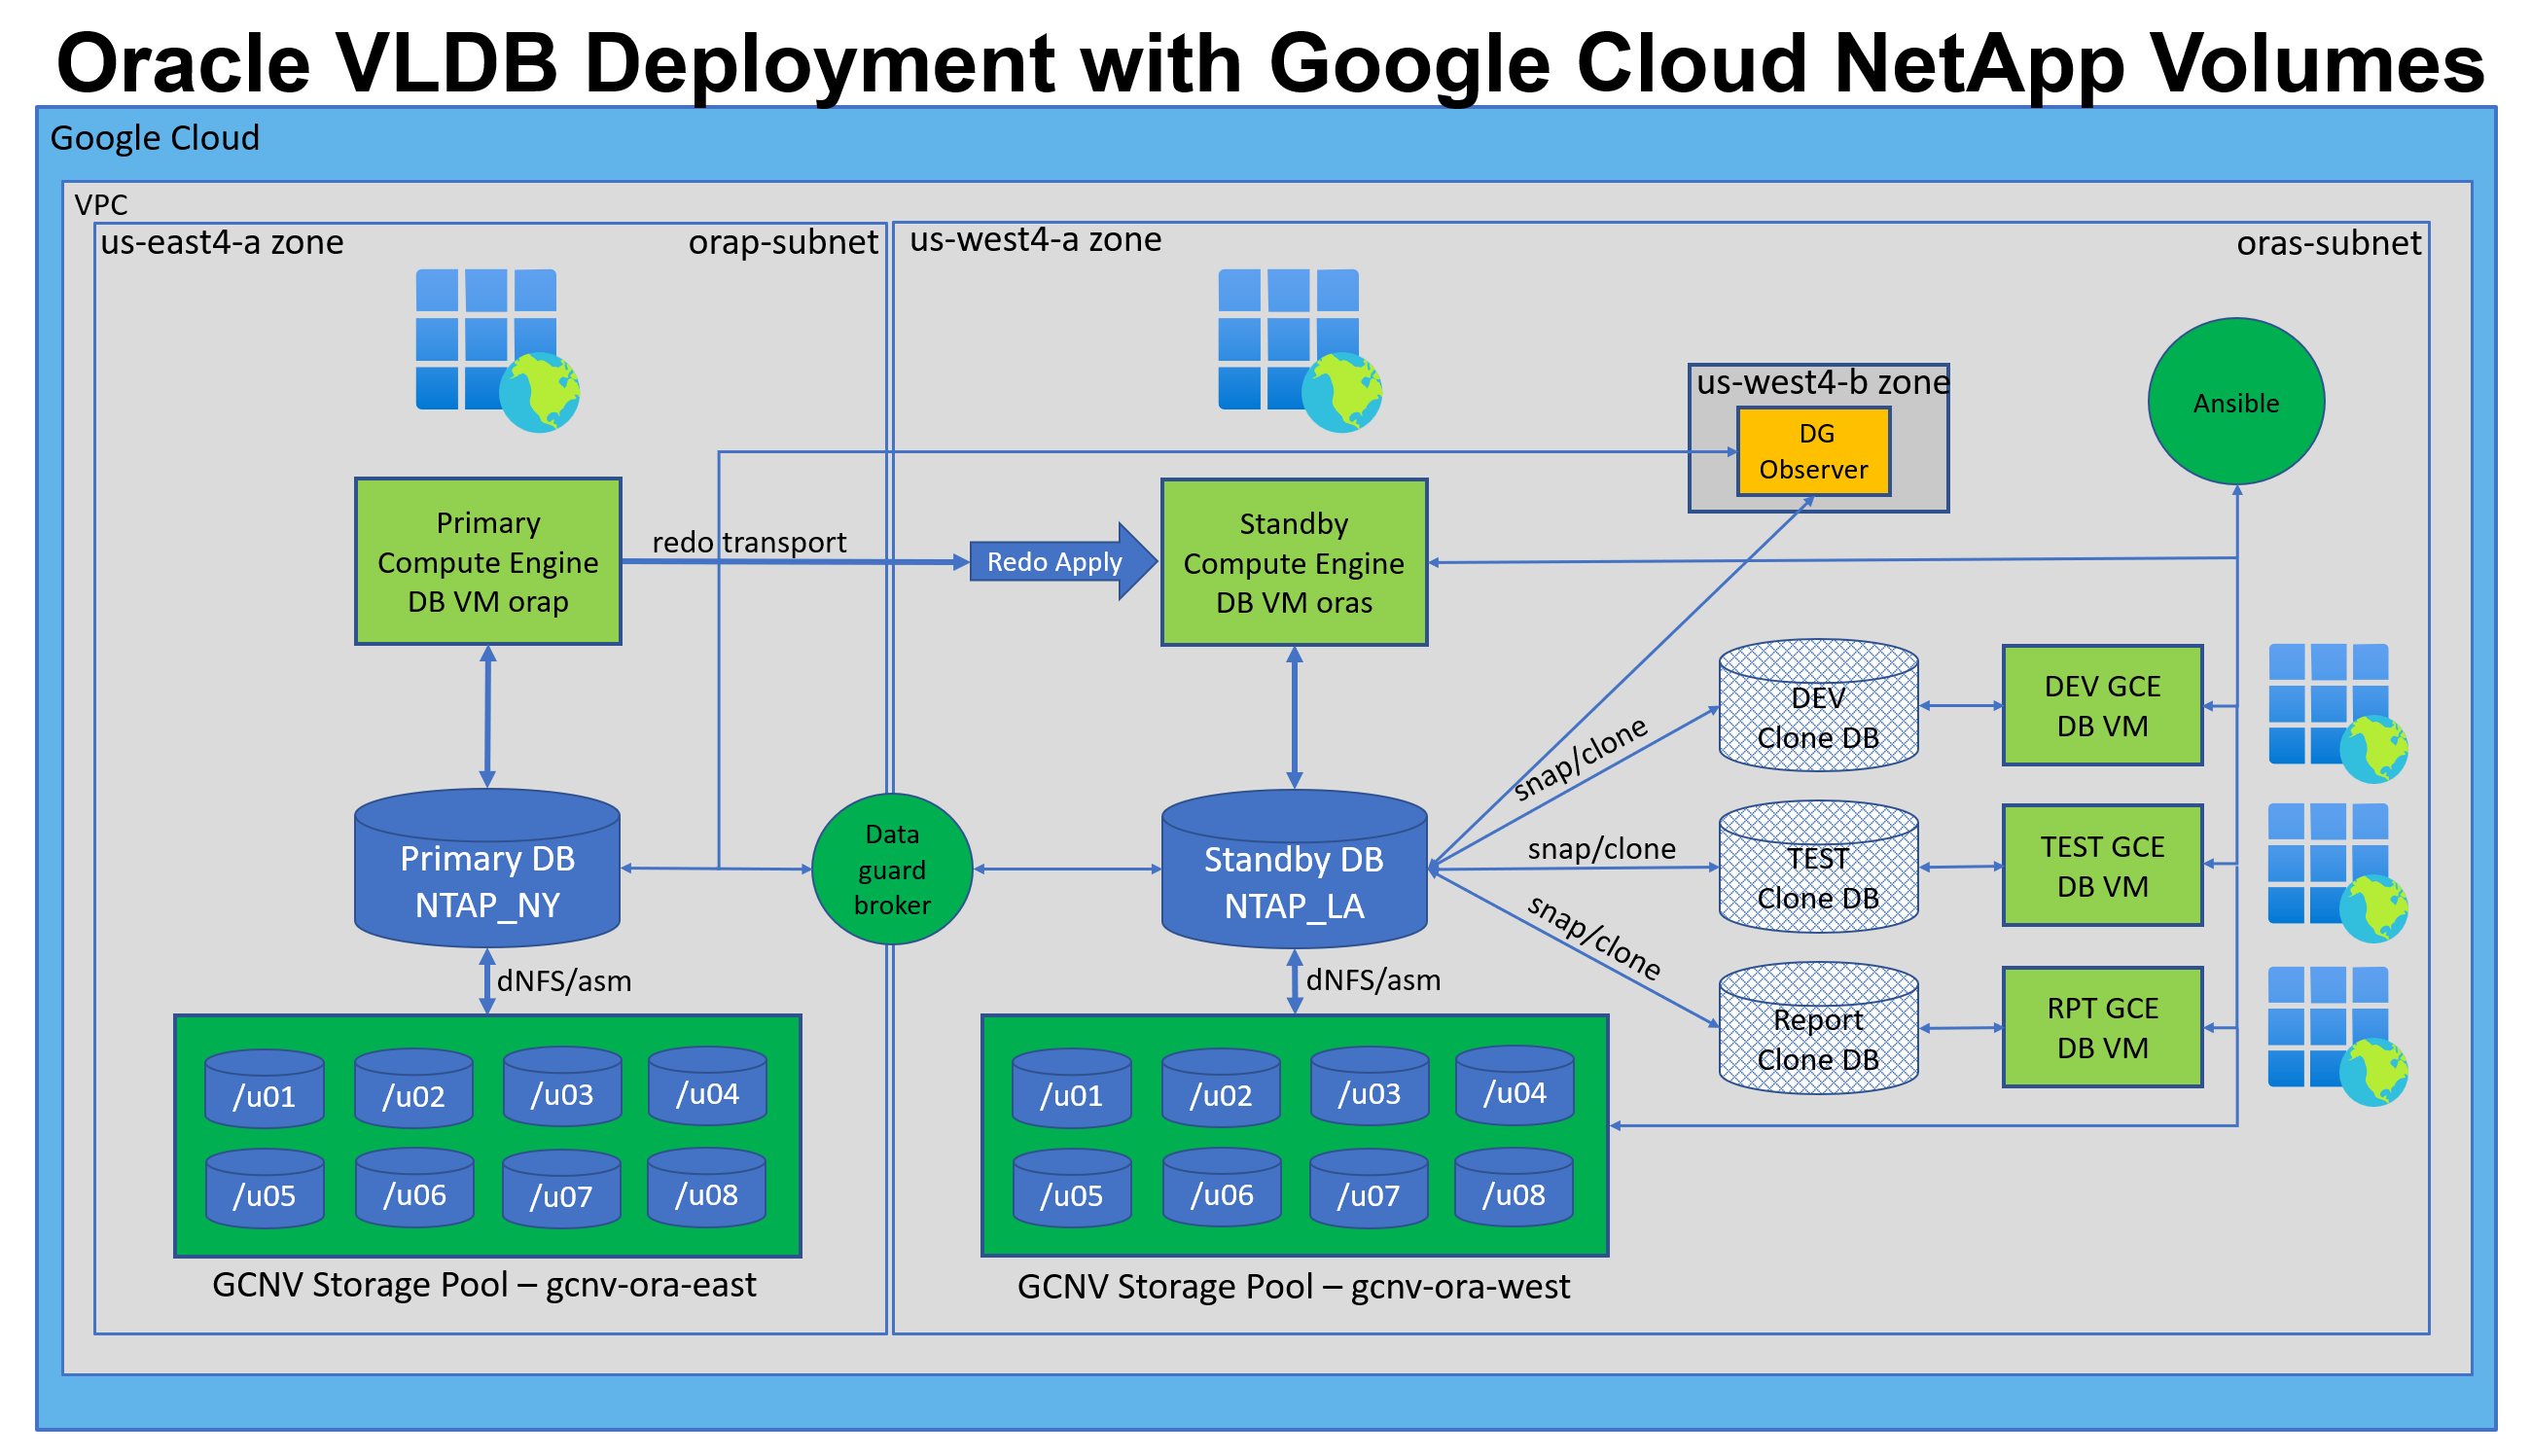 Oracle VLDB Deployment with Google Cloud NetApp Volumes
Google Cloud
VPC
us-east4-a zone
orap-subnet
us-west4-a zone
oras-subnet
us-west4-b zone
DG
Observer
Ansible
Primary
Compute Engine
DB VM orap
redo transport
Redo Apply
Standby
Compute Engine
DB VM oras
DEV
Clone DB
DEV GCE
DB VM
snap/clone
Primary DB
NTAP_NY
Data
guard
broker
Standby DB
NTAP_LA
snap/clone
TEST
Clone DB
TEST GCE
DB VM
snap/clone
Report
Clone DB
RPT GCE
DB VM
dNFS/asm
dNFS/asm
/u01
/u02
/u03
/u04
/u05
/u06
/u07
/u08
GCNV Storage Pool – gcnv-ora-east
/u01
/u02
/u03
/u04
/u05
/u06
/u07
/u08
GCNV Storage Pool – gcnv-ora-west